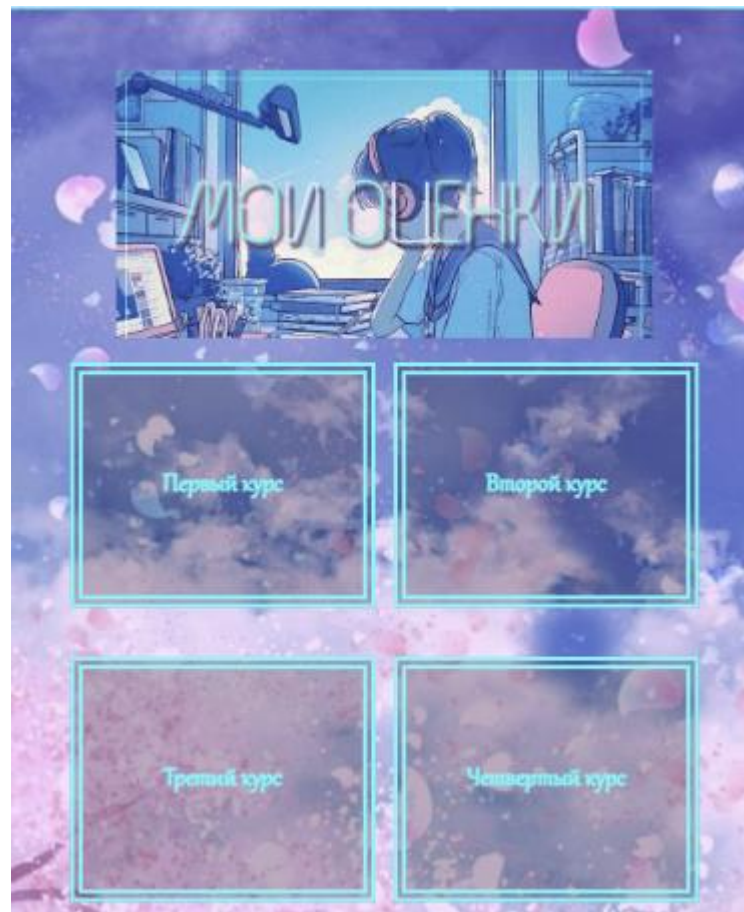 МОИ ОЦЕНКИ
Первый курс
Второй курс
Третий курс
Четвертый курс